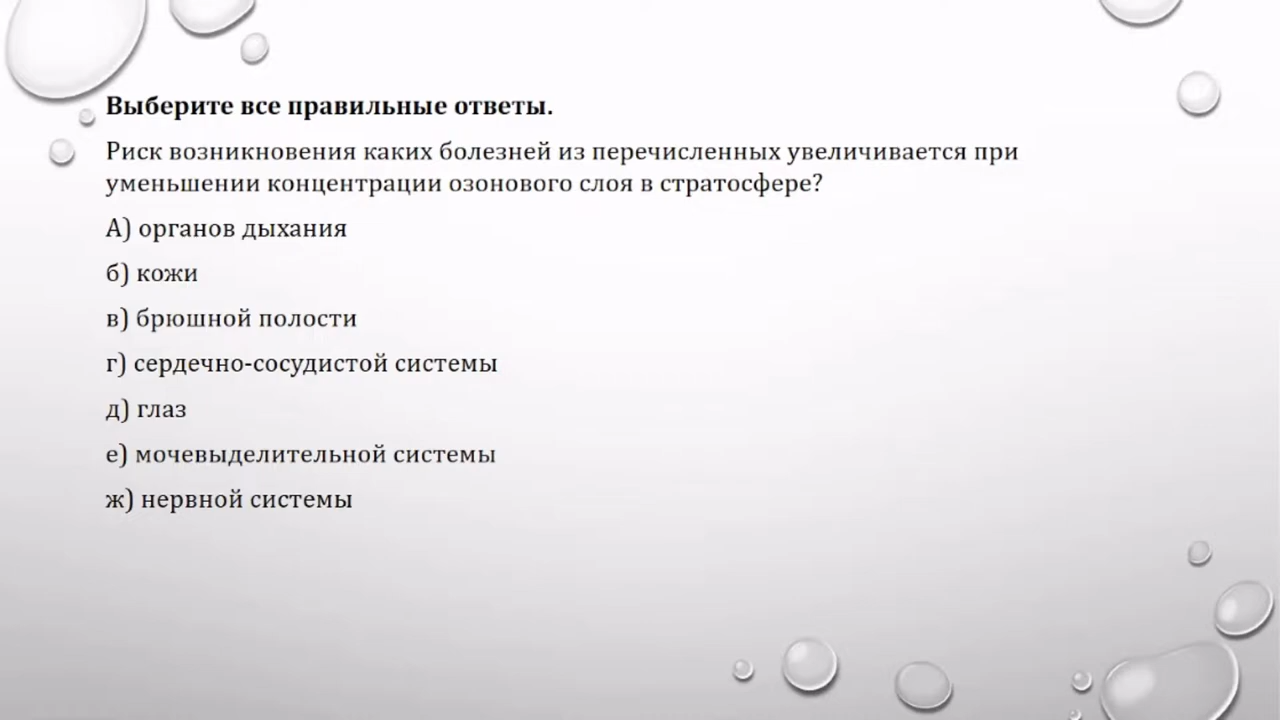 Выберите все правильные ответы.
Риск возникновения каких болезней из перечисленных увеличивается при
уменьшении концентрации озонового слоя в стратосфере?
А) органов дыхания
б) кожи
в) брюшной полости
г) сердечно-сосудистой системы
д) глаз
е) мочевыделительной системы
ж) нервной системы